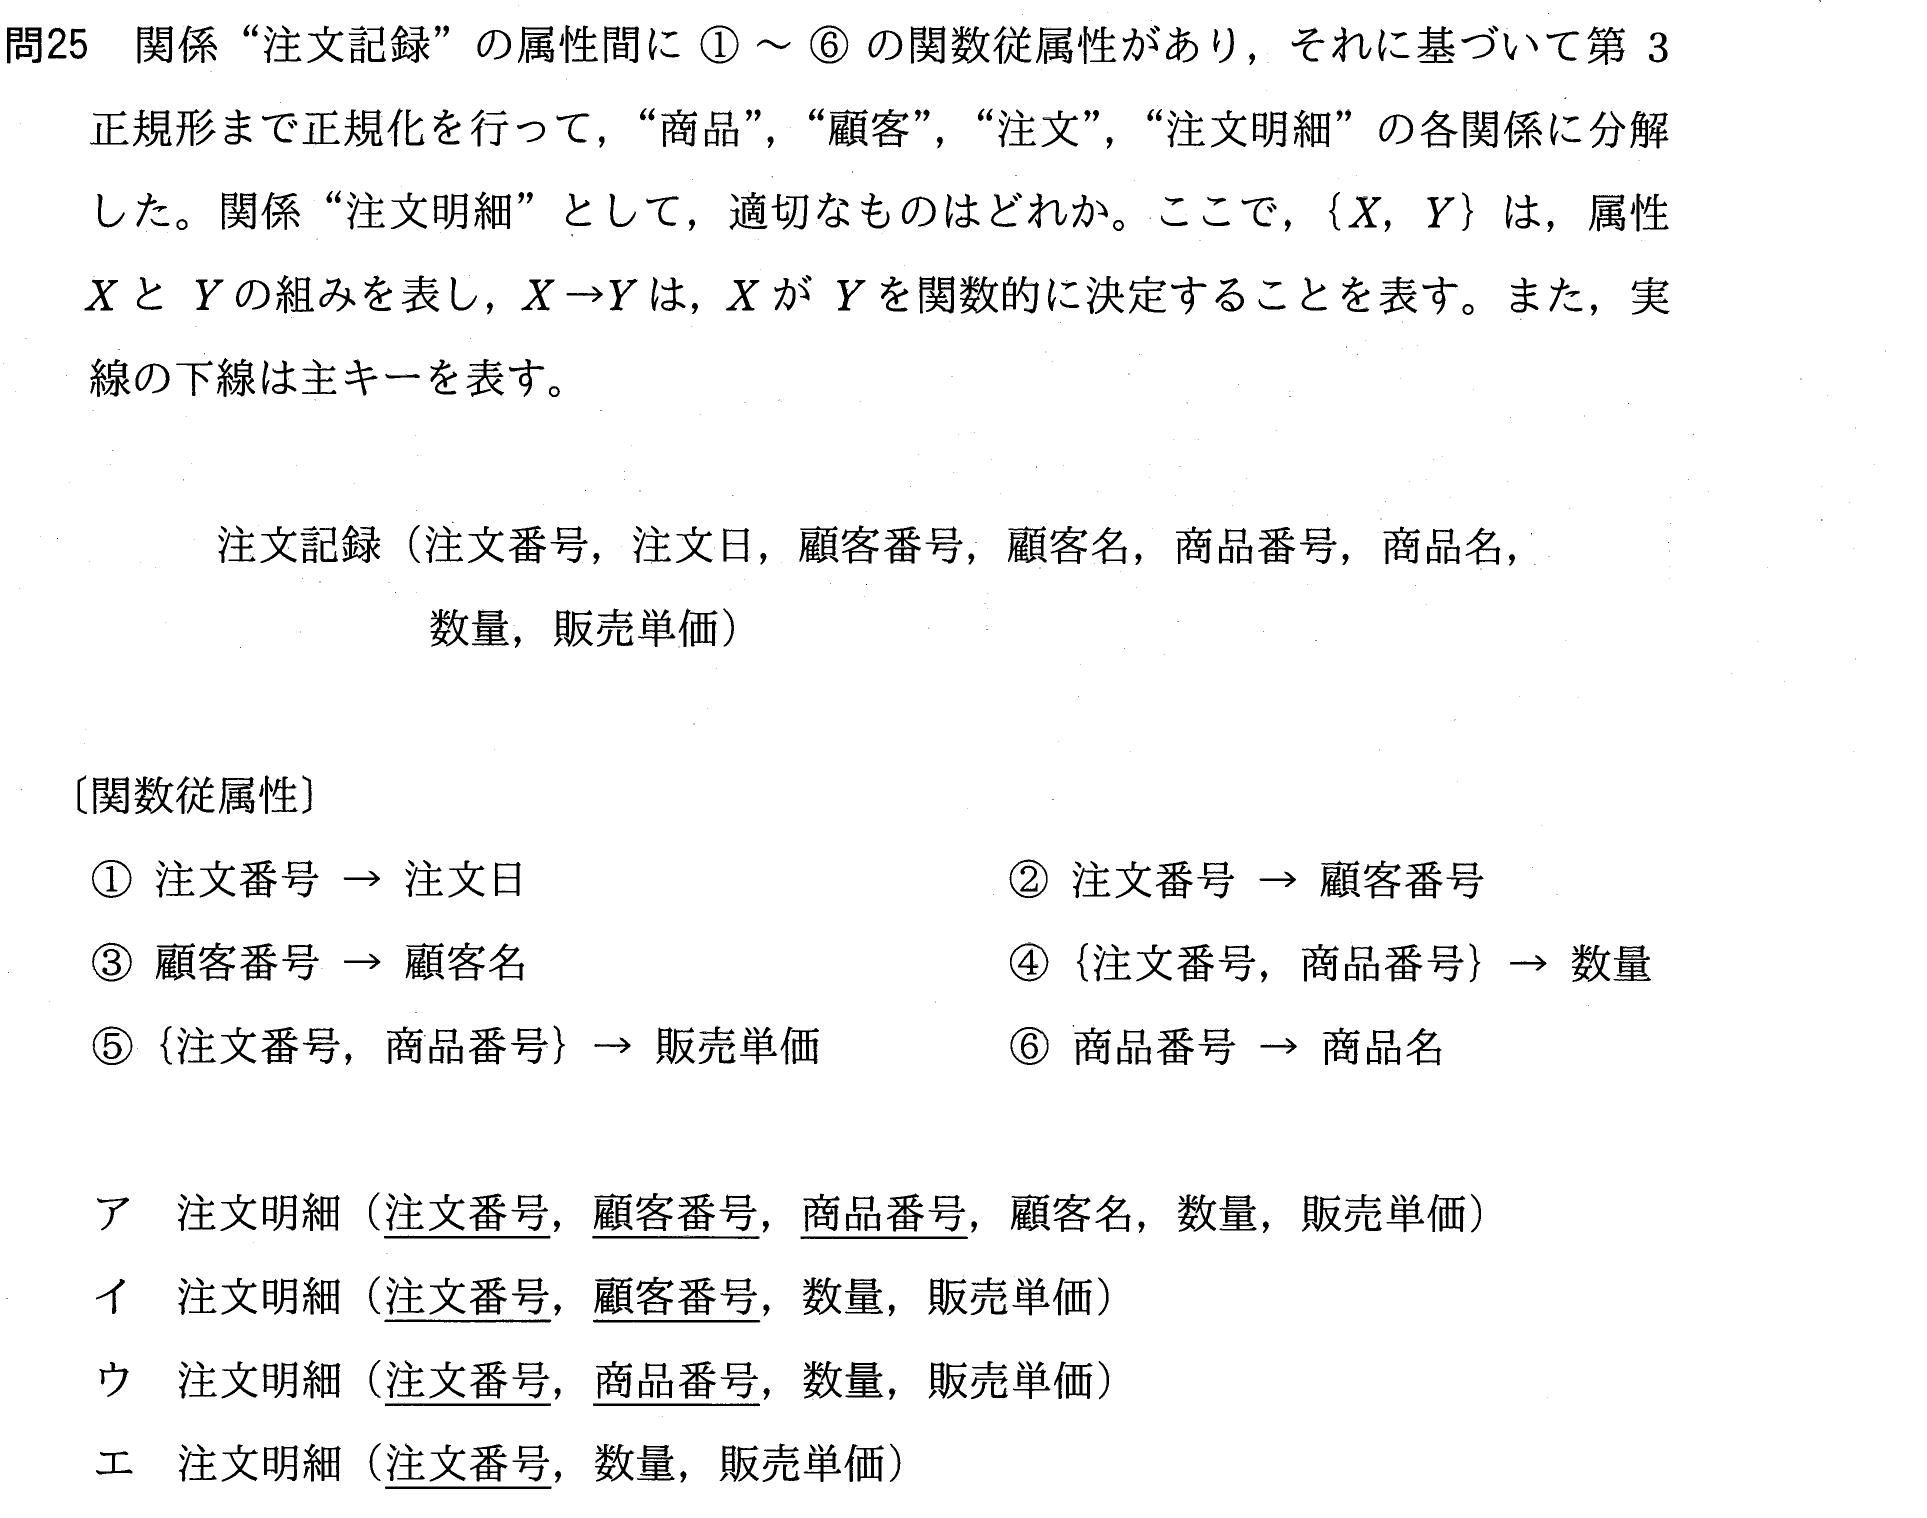 問25 関係“注文記録”の属性間に ① ～ ⑥ の関数従属性があり，それに基づいて第 3
正規形まで正規化を行って，“商品”，“顧客”，“注文”，“注文明細”の各関係に分解
した。関係“注文明細”として，適切なものはどれか。ここで，{X，Y} は，属性
X と Y の組みを表し，X→Y は，X が Y を関数的に決定することを表す。また，実
線の下線は主キーを表す。
注文記録（注文番号，注文日，顧客番号，顧客名，商品番号，商品名，
数量，販売単価）
〔関数従属性〕
① 注文番号 → 注文日 ② 注文番号 → 顧客番号
③ 顧客番号 → 顧客名 ④ {注文番号，商品番号} → 数量
⑤ {注文番号，商品番号} → 販売単価 ⑥ 商品番号 → 商品名
ア 注文明細（注文番号，顧客番号，商品番号，顧客名，数量，販売単価）
イ 注文明細（注文番号，顧客番号，数量，販売単価）
ウ 注文明細（注文番号，商品番号，数量，販売単価）
エ 注文明細（注文番号，数量，販売単価）